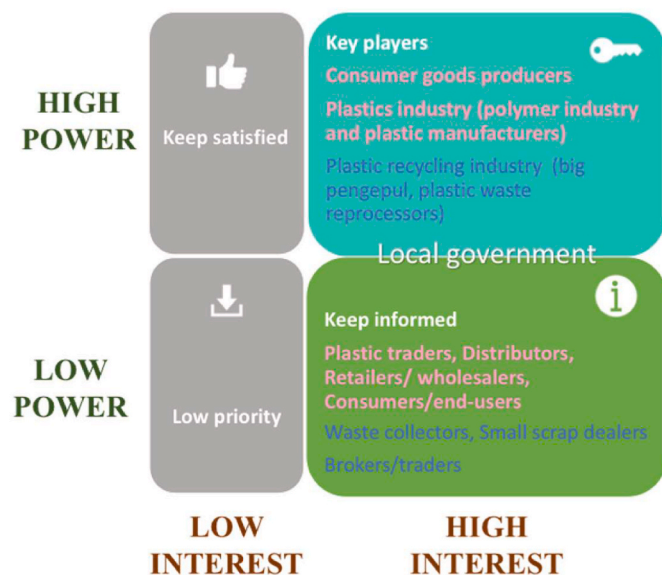 HIGH
POWER
Keep satisfied
Key players
Consumer goods producers
Plastics industry (polymer industry
and plastic manufacturers)
Plastic recycling industry (big
pengepul, plastic waste
reprocessors)
Local government
LOW
POWER
Low priority
i
Keep informed
Plastic traders, Distributors,
Retailers/ wholesalers,
Consumers/end-users
Waste collectors, Small scrap dealers
Brokers/traders
LOW
INTEREST
HIGH
INTEREST